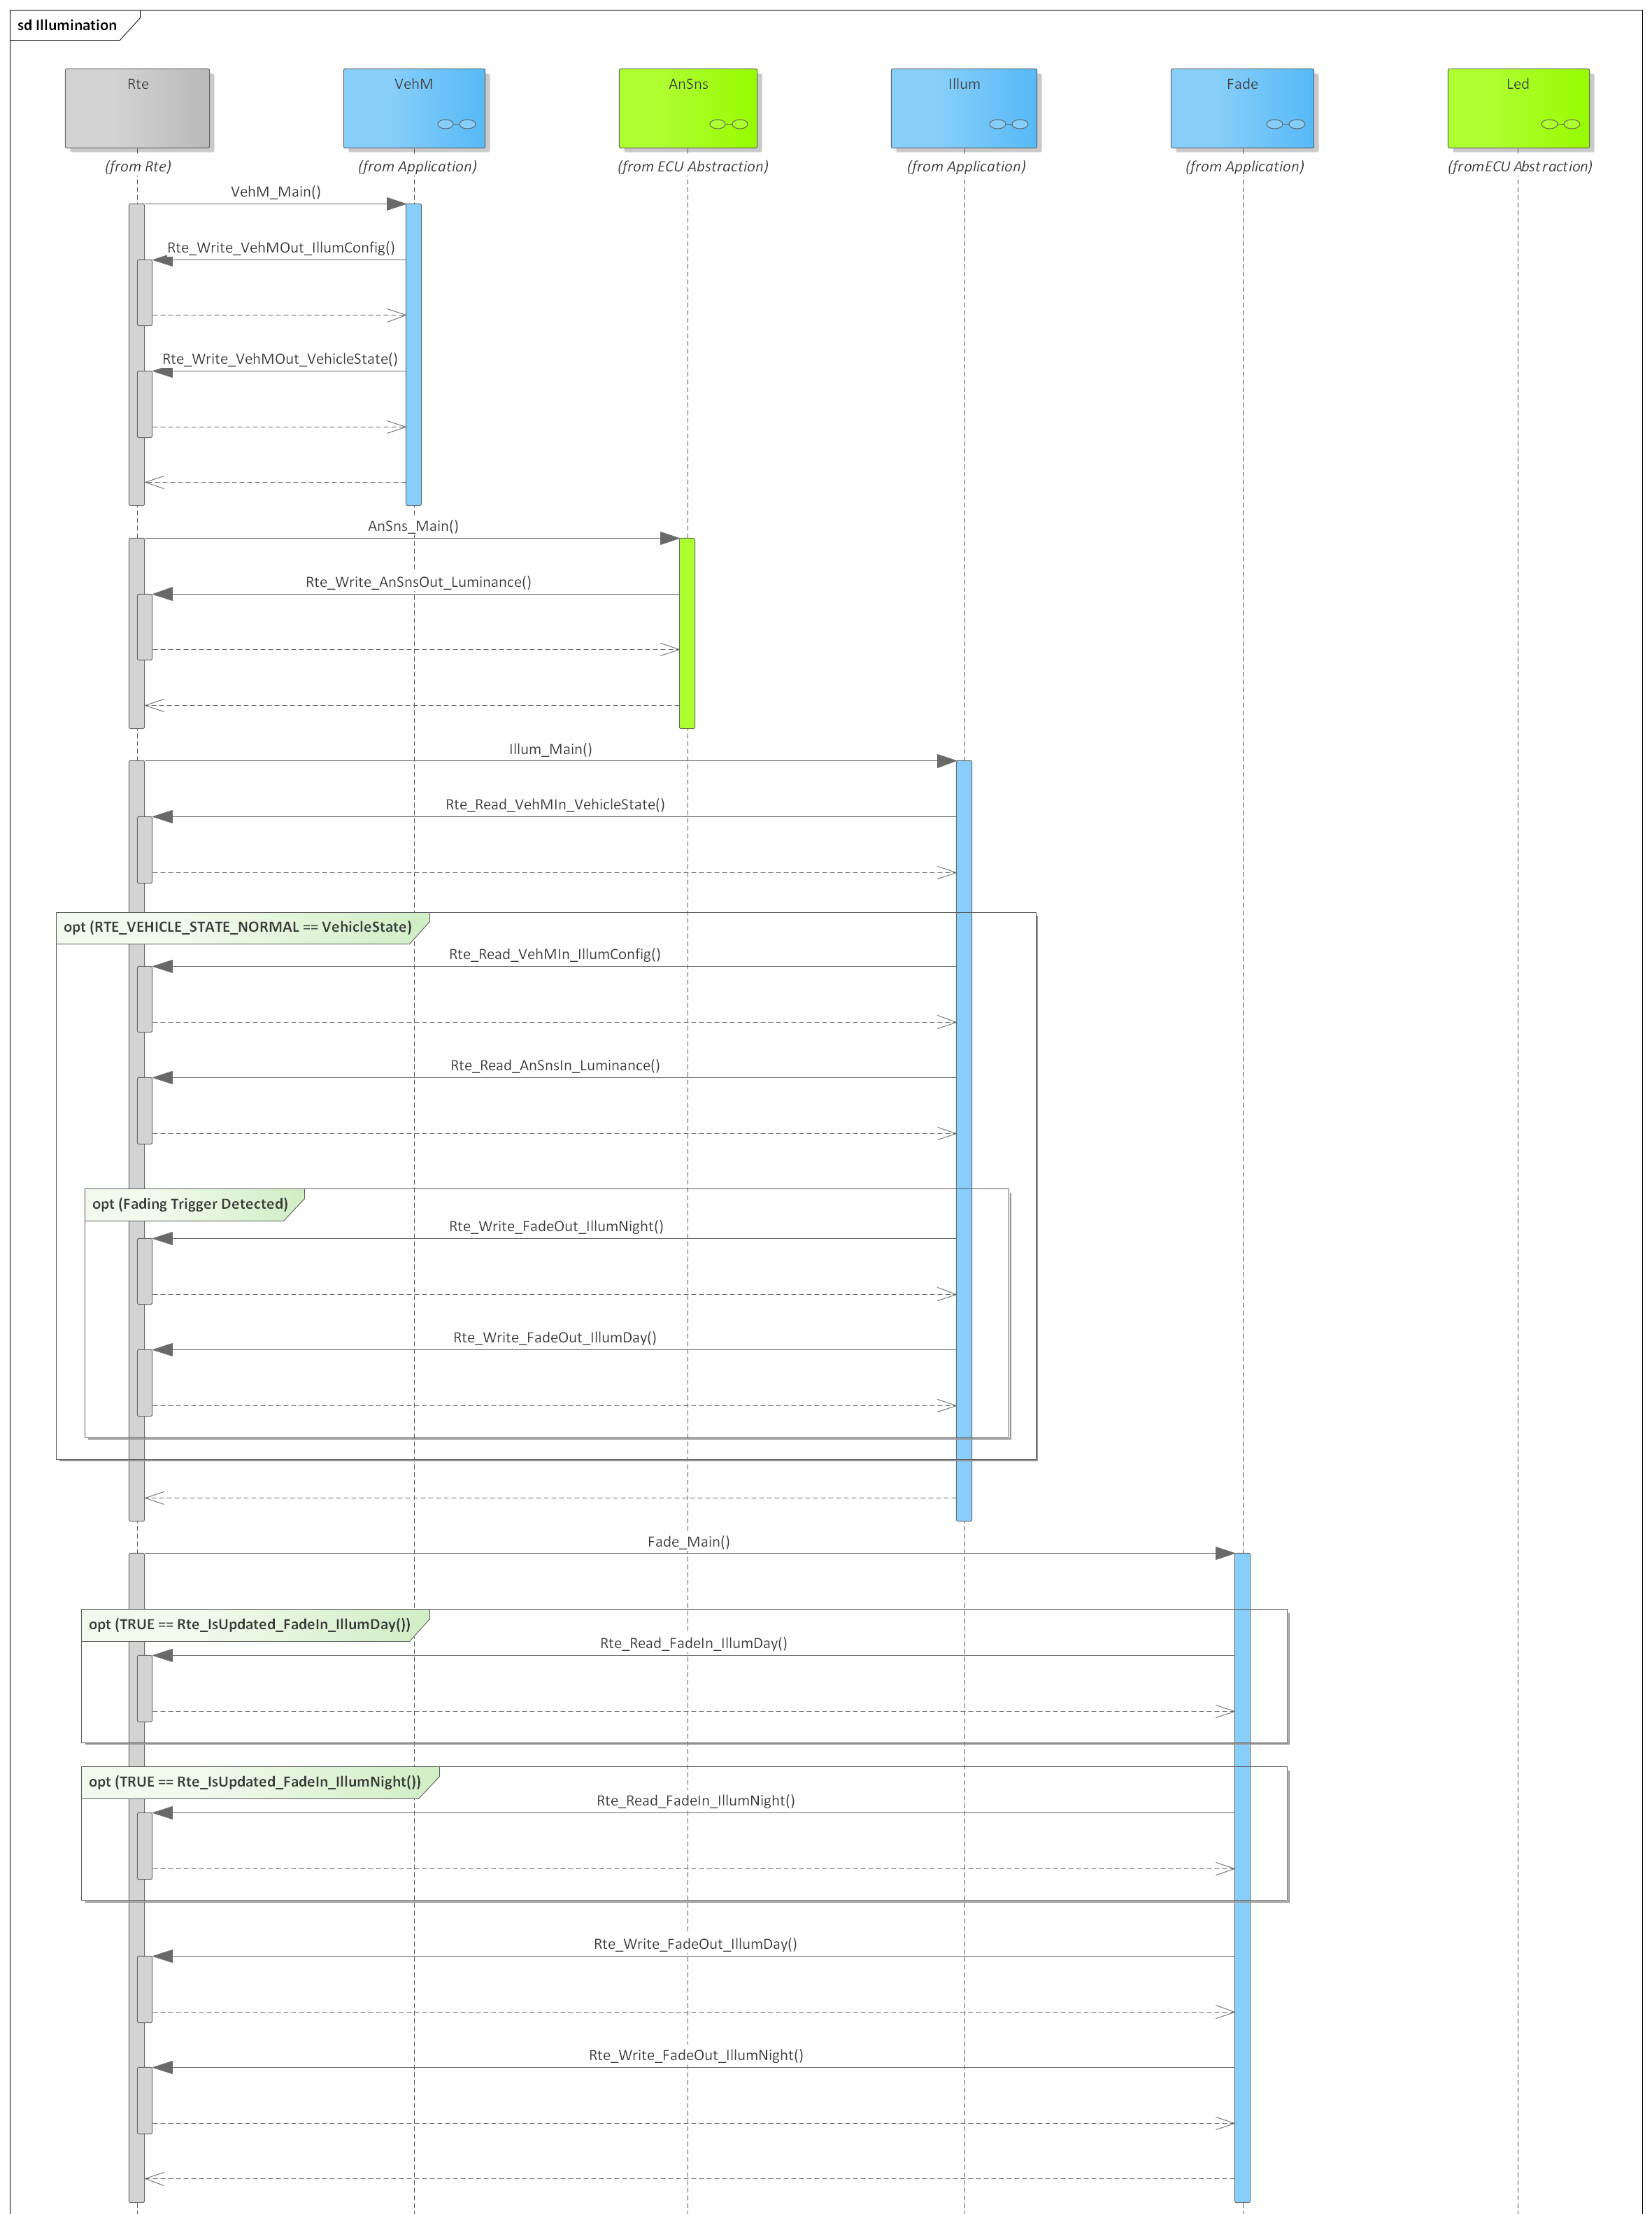 sd Illumination
Rte
VehM
AnSns
Illum
Fade
Led
(from Rte)
(from Application)
(from ECU Abstraction)
(from Application)
(from Application)
(fromECU Abstraction)
VehM_Main()
Rte_Write_VehMOut_IllumConfig()
Rte_Write_VehMOut_VehicleState()
AnSns_Main()
Rte_Write_AnSnsOut_Luminance()
Illum_Main()
Rte_Read_VehMIn_VehicleState()
opt (RTE_VEHICLE_STATE_NORMAL == VehicleState)
Rte_Read_VehMIn_IllumConfig()
Rte_Read_AnSnsIn_Luminance()
opt (Fading Trigger Detected)
Rte_Write_FadeOut_IllumNight()
Rte_Write_FadeOut_IllumDay()
Fade_Main()
opt (TRUE == Rte_IsUpdated_FadeIn_IllumDay())
Rte_Read_FadeIn_IllumDay()
opt (TRUE == Rte_IsUpdated_FadeIn_IllumNight())
Rte_Read_FadeIn_IllumNight()
Rte_Write_FadeOut_IllumDay()
Rte_Write_FadeOut_IllumNight()